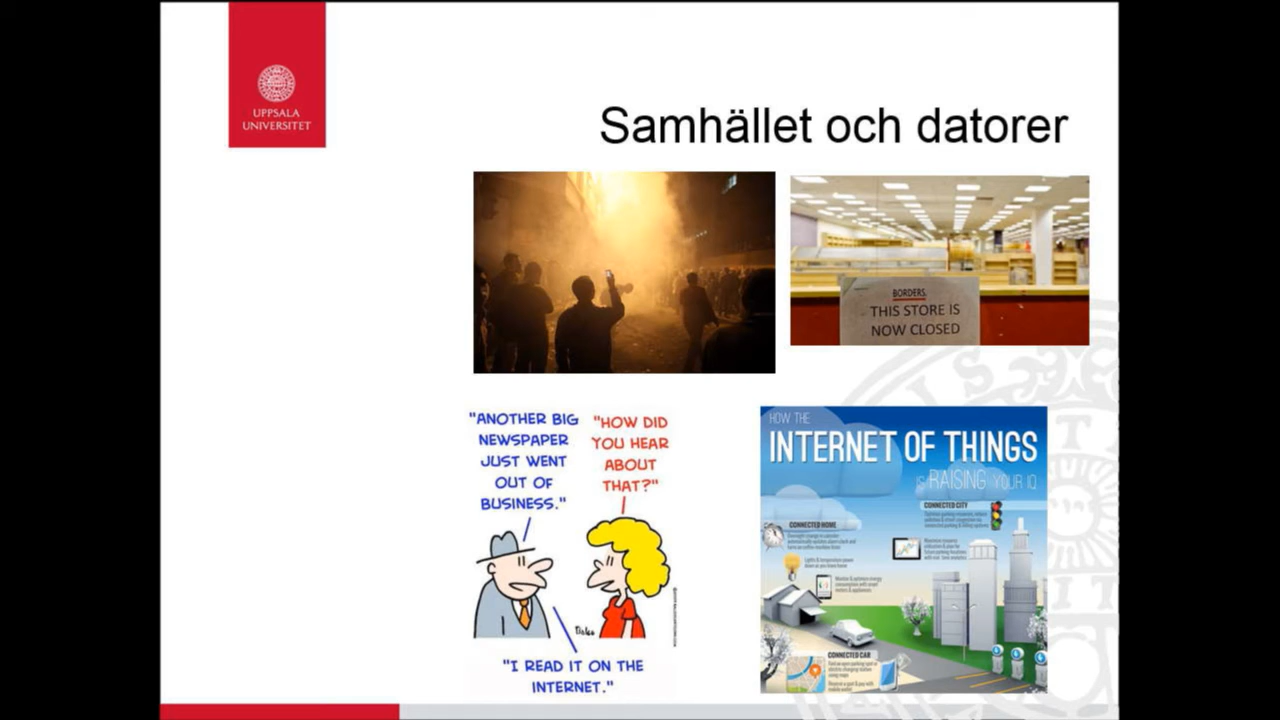 UPPSALA
UNIVERSITET
Samhället och datorer
BORDERS.
THIS STORE IS
NOW CLOSED
"ANOTHER BIG
NEWSPAPER
JUST WENT
OUT OF
BUSINESS."
"HOW DID
YOU HEAR
ABOUT
THAT?"
"I READ IT ON THE
INTERNET."
HOW THE
INTERNET OF THINGS
IS RAISING YOUR IQ
CONNECTED CITY
CONNECTED HOME
CONNECTED CAR